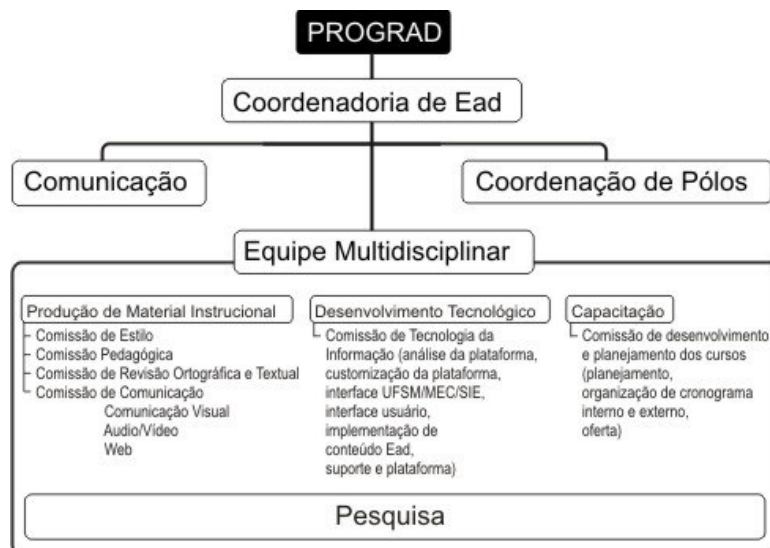 PROGRAD
Coordenadoria de Ead
Comunicação
Coordenação de Pólos
Equipe Multidisciplinar
Produção de Material Instrucional
Comissão de Estilo
Comissão Pedagógica
Comissão de Revisão Ortográfica e Textual
Comissão de Comunicação
Comunicação Visual
Audio/Vídeo
Web
Desenvolvimento Tecnológico
Comissão de Tecnologia da
Informação (análise da plataforma,
customização da plataforma,
interface UFSM/MEC/SIE,
interface usuário,
implementação de
conteúdo Ead,
suporte e plataforma)
Capacitação
Comissão de desenvolvimento
e planejamento dos cursos
(planejamento,
organização de cronograma
interno e externo,
oferta)
Pesquisa